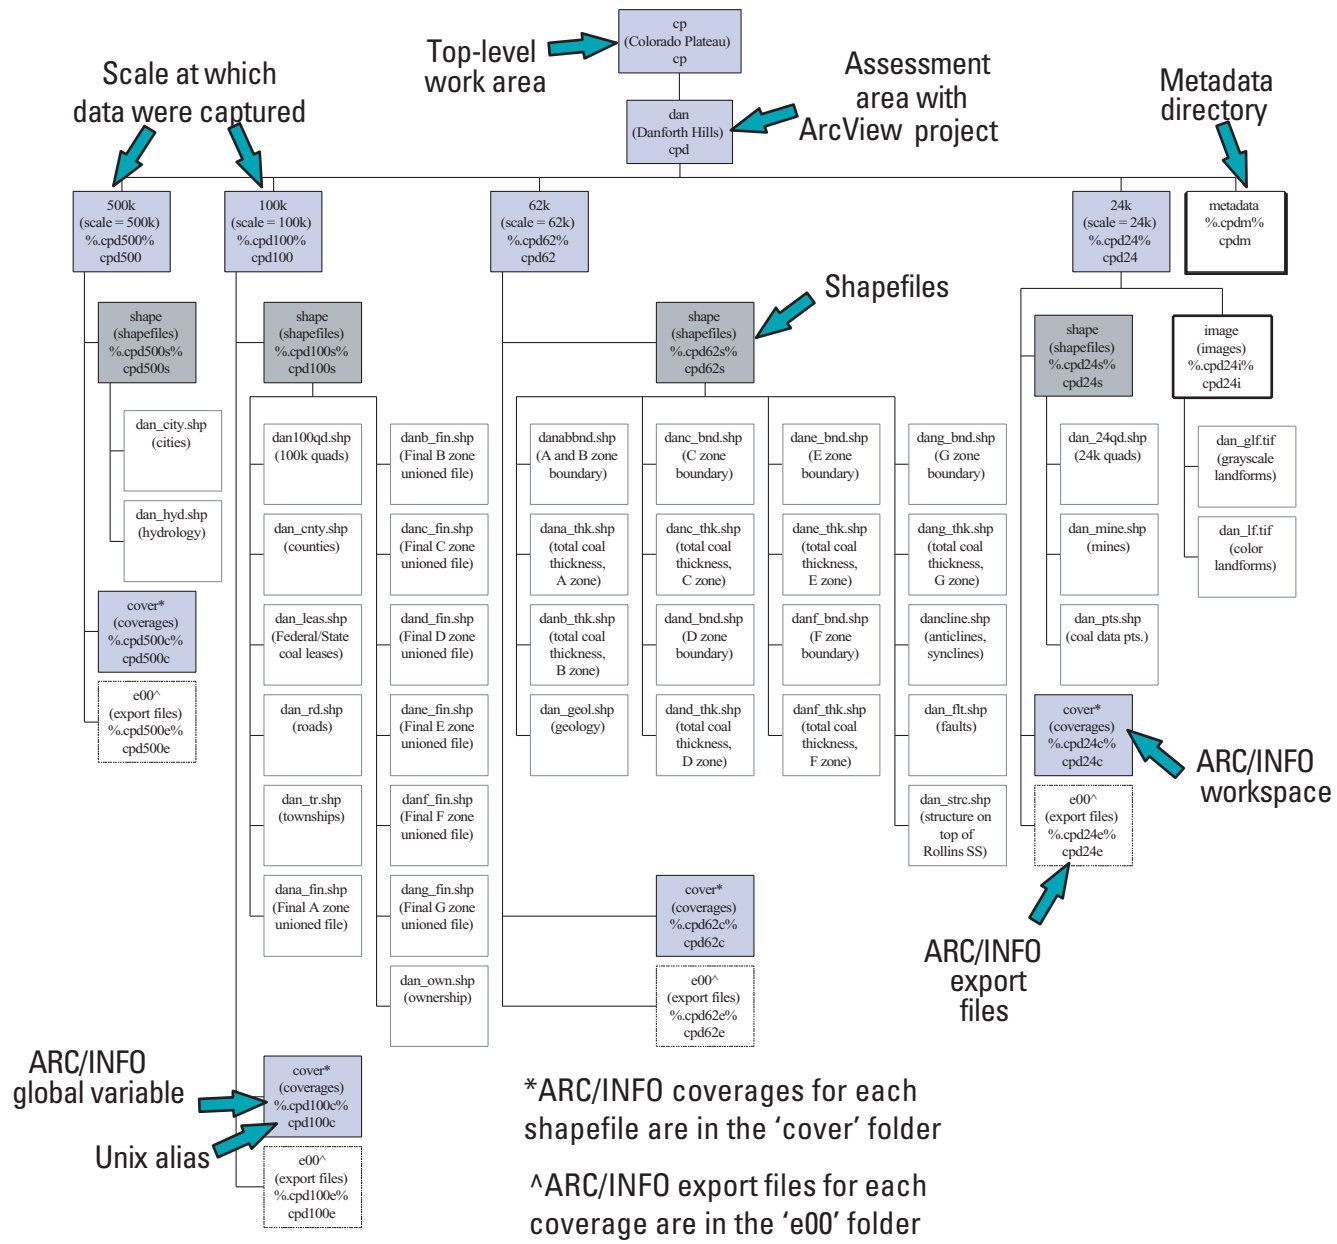 cp
(Colorado Plateau)
cp
Top-level
work area
Scale at which
data were captured
Assessment
area with
ArcView project
Metadata
directory
dan
(Danforth Hills)
cpd
500k
(scale = 500k)
%.cpd500%
cpd500
100k
(scale = 100k)
%.cpd100%
cpd100
62k
(scale = 62k)
%.cpd62%
cpd62
24k
(scale = 24k)
%.cpd24%
cpd24
metadata
%.cpdm%
cpdm
Shapefiles
shape
(shapefiles)
%.cpd500s%
cpd500s
shape
(shapefiles)
%.cpd100s%
cpd100s
shape
(shapefiles)
%.cpd62s%
cpd62s
shape
(shapefiles)
%.cpd24s%
cpd24s
image
(images)
%.cpd24i%
cpd24i
dan_city.shp
(cities)
dan_hyd.shp
(hydrology)
cover*
(coverages)
%.cpd500c%
cpd500c
e00^
(export files)
%.cpd500e%
cpd500e
dan100qd.shp
(100k quads)
dan_cnty.shp
(counties)
dan_leas.shp
(Federal/State
coal leases)
dan_rd.shp
(roads)
dan_tr.shp
(townships)
dana_fin.shp
(Final A zone
unioned file)
danb_fin.shp
(Final B zone
unioned file)
danc_fin.shp
(Final C zone
unioned file)
dand_fin.shp
(Final D zone
unioned file)
dane_fin.shp
(Final E zone
unioned file)
danf_fin.shp
(Final F zone
unioned file)
dang_fin.shp
(Final G zone
unioned file)
dan_own.shp
(ownership)
danabbnd.shp
(A and B zone
boundary)
dana_thk.shp
(total coal
thickness,
A zone)
danb_thk.shp
(total coal
thickness,
B zone)
dan_geol.shp
(geology)
danc_bnd.shp
(C zone
boundary)
danc_thk.shp
(total coal
thickness,
C zone)
dand_bnd.shp
(D zone
boundary)
dand_thk.shp
(total coal
thickness,
D zone)
dane_bnd.shp
(E zone
boundary)
dane_thk.shp
(total coal
thickness,
E zone)
danf_bnd.shp
(F zone
boundary)
danf_thk.shp
(total coal
thickness,
F zone)
dang_bnd.shp
(G zone
boundary)
dang_thk.shp
(total coal
thickness,
G zone)
dancline.shp
(anticlines,
synclines)
dan_flt.shp
(faults)
dan_strc.shp
(structure on
top of
Rollins SS)
dan_24qd.shp
(24k quads)
dan_mine.shp
(mines)
dan_pts.shp
(coal data pts.)
dan_glf.tif
(grayscale
landforms)
dan_lf.tif
(color
landforms)
cover*
(coverages)
%.cpd24c%
cpd24c
ARC/INFO
workspace
e00^
(export files)
%.cpd24e%
cpd24e
ARC/INFO
export
files
cover*
(coverages)
%.cpd62c%
cpd62c
e00^
(export files)
%.cpd62e%
cpd62e
ARC/INFO
global variable
Unix alias
cover*
(coverages)
%.cpd100c%
cpd100c
e00^
(export files)
%.cpd100e%
cpd100e
*ARC/INFO coverages for each
shapefile are in the ‘cover’ folder
^ARC/INFO export files for each
coverage are in the ‘e00’ folder